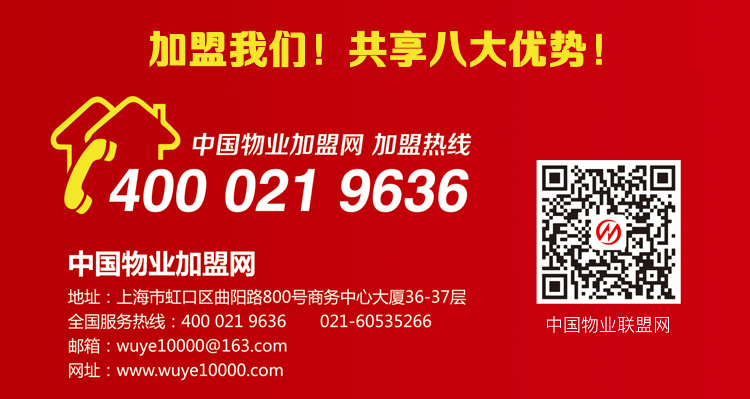 加盟我们！共享八大优势！
中国物业加盟网 加盟热线
400 021 9636
中国物业加盟网
地址：上海市虹口区曲阳路800号商务中心大厦36-37层
全国服务热线：400 021 9636 021-60535266
邮箱：wuye10000@163.com
网址：www.wuye10000.com
中国物业联盟网